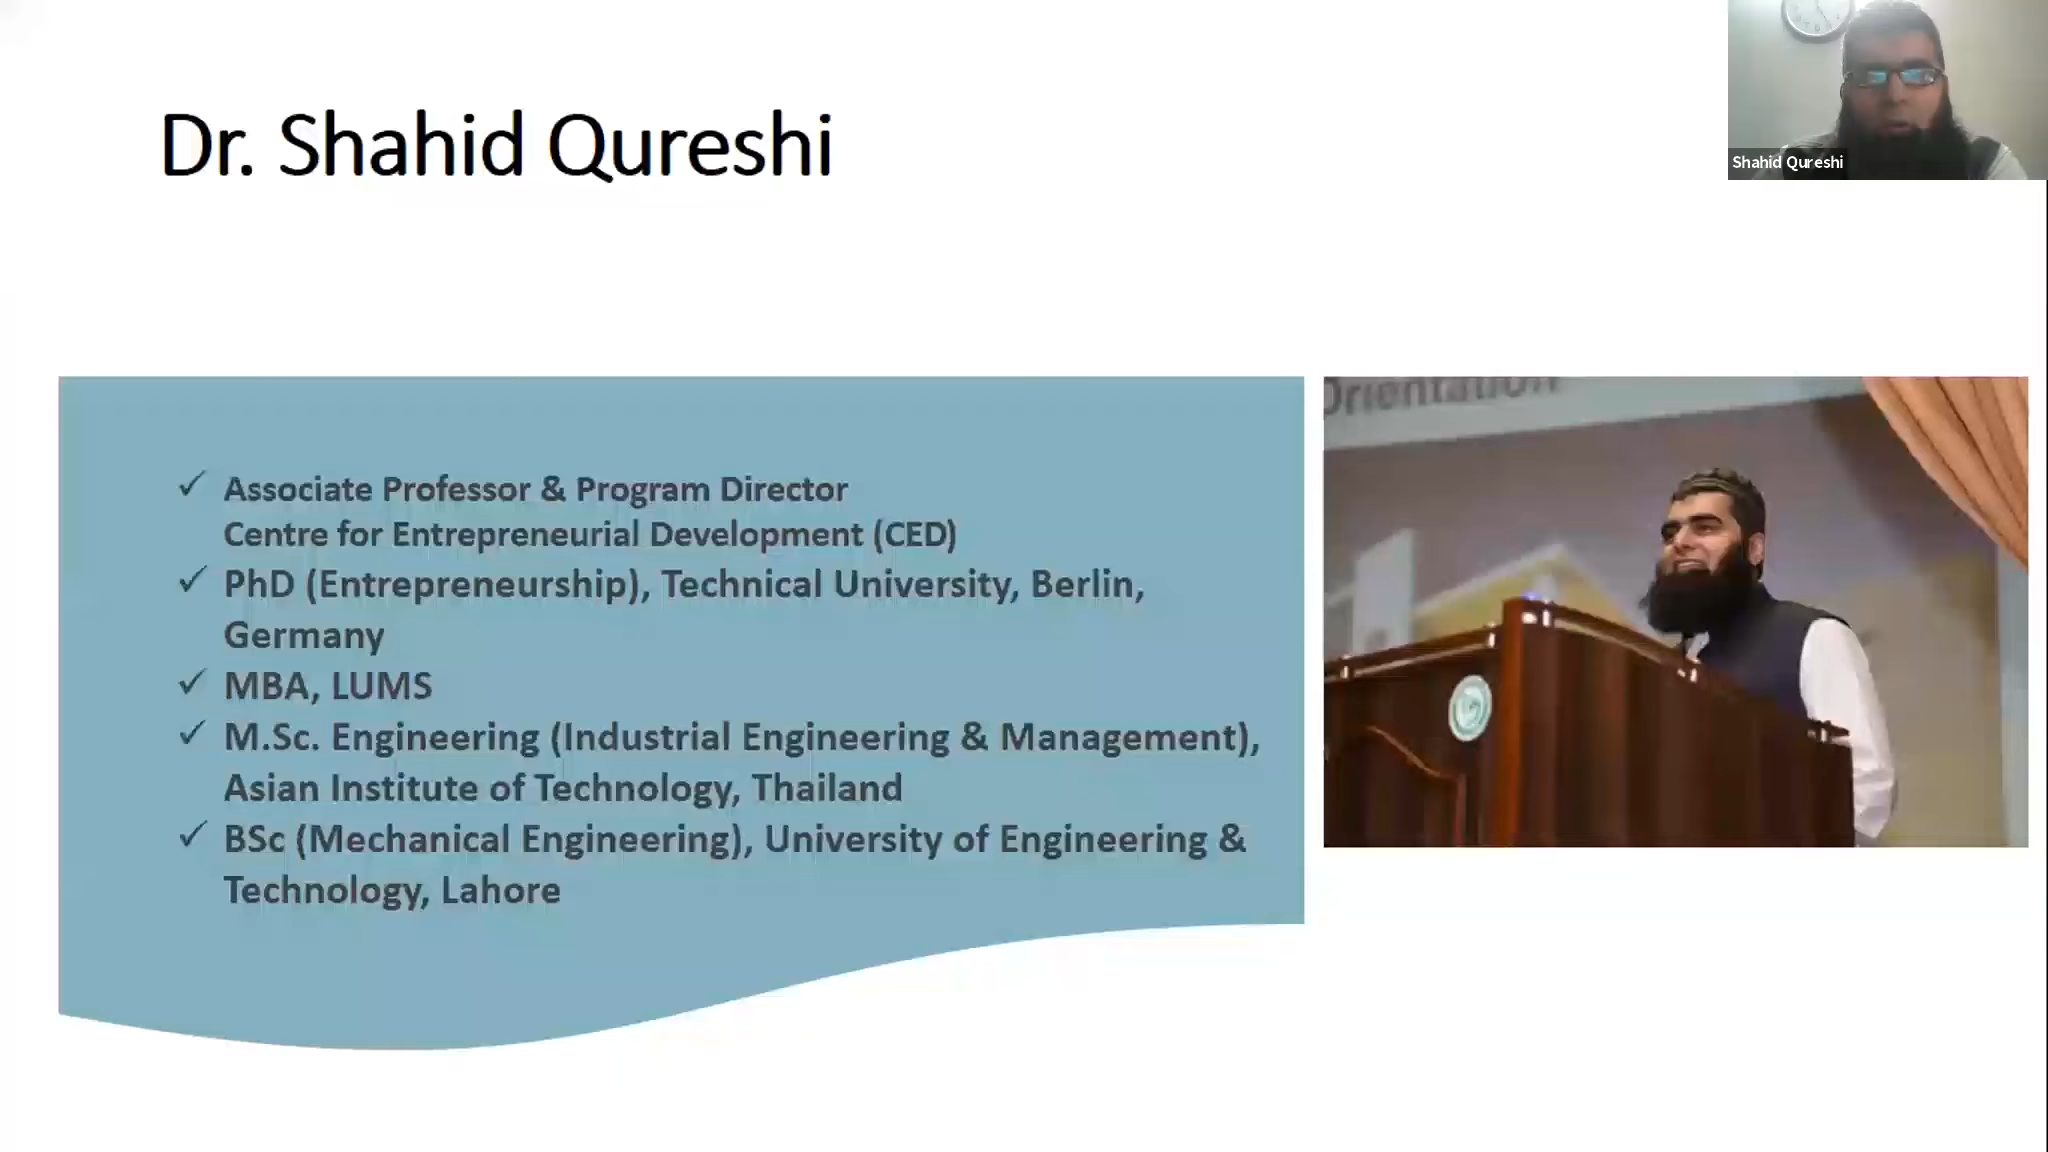 Dr. Shahid Qureshi
Shahid Qureshi
✓ Associate Professor & Program Director
Centre for Entrepreneurial Development (CED)
✓ PhD (Entrepreneurship), Technical University, Berlin,
Germany
✓ MBA, LUMS
✓ M.Sc. Engineering (Industrial Engineering & Management),
Asian Institute of Technology, Thailand
✓ BSc (Mechanical Engineering), University of Engineering &
Technology, Lahore
Orientation